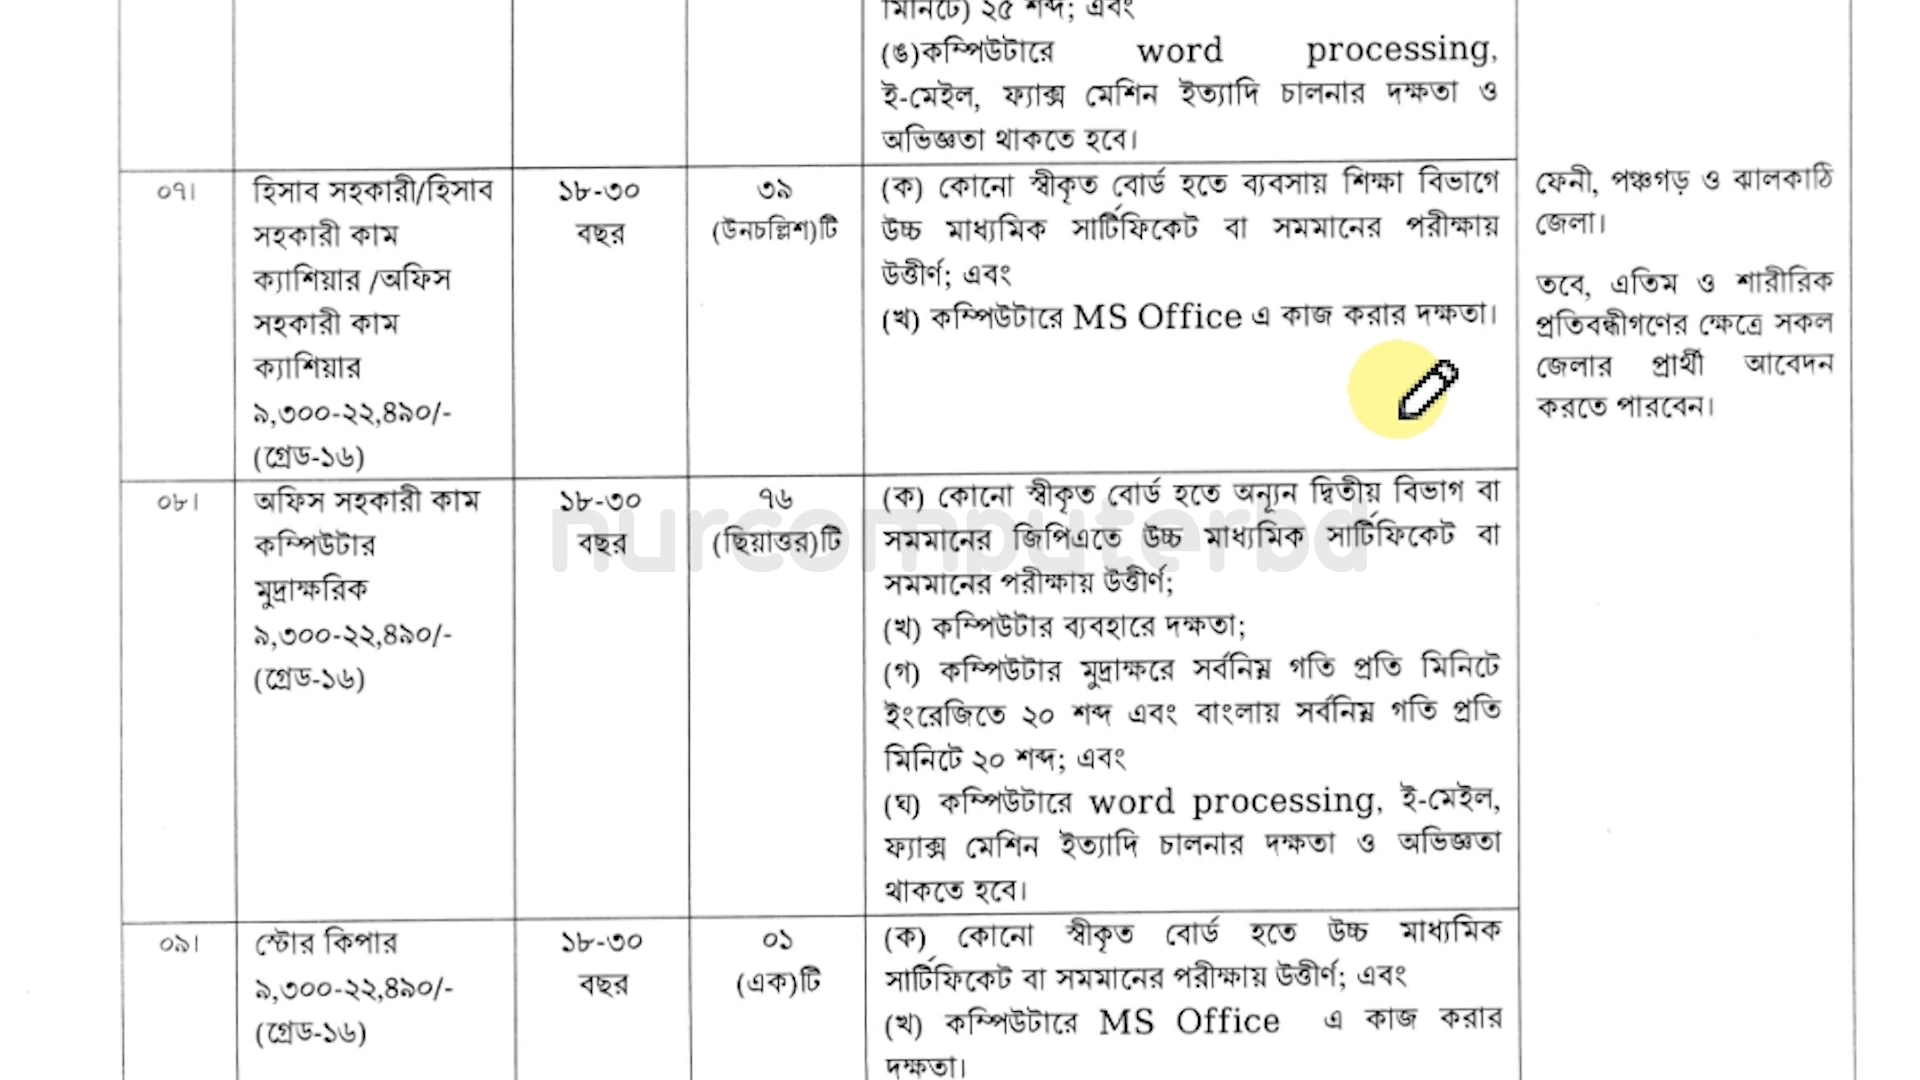 মিনিটে) ২৫ শব্দ; এবং
(ঙ)কম্পিউটারে word processing,
ই-মেইল, ফ্যাক্স মেশিন ইত্যাদি চালনার দক্ষতা ও
অভিজ্ঞতা থাকতে হবে।
০৭।
হিসাব সহকারী/হিসাব
সহকারী কাম
ক্যাশিয়ার /অফিস
সহকারী কাম
ক্যাশিয়ার
৯,৩০০-২২,৪৯০/-
(গ্রেড-১৬)
১৮-৩০
বছর
৩৯
(উনচল্লিশ)টি
(ক) কোনো স্বীকৃত বোর্ড হতে ব্যবসায় শিক্ষা বিভাগে
উচ্চ মাধ্যমিক সার্টিফিকেট বা সমমানের পরীক্ষায়
উত্তীর্ণ; এবং
(খ) কম্পিউটারে MS Office এ কাজ করার দক্ষতা।
ফেনী, পঞ্চগড় ও ঝালকাঠি
জেলা।
তবে, এতিম ও শারীরিক
প্রতিবন্ধীগণের ক্ষেত্রে সকল
জেলার প্রার্থী আবেদন
করতে পারবেন।
০৮।
অফিস সহকারী কাম
কম্পিউটার
মুদ্রাক্ষরিক
৯,৩০০-২২,৪৯০/-
(গ্রেড-১৬)
১৮-৩০
বছর
৭৬
(ছিয়াত্তর)টি
(ক) কোনো স্বীকৃত বোর্ড হতে অন্যূন দ্বিতীয় বিভাগ বা
সমমানের জিপিএতে উচ্চ মাধ্যমিক সার্টিফিকেট বা
সমমানের পরীক্ষায় উত্তীর্ণ;
(খ) কম্পিউটার ব্যবহারে দক্ষতা;
(গ) কম্পিউটার মুদ্রাক্ষরে সর্বনিম্ন গতি প্রতি মিনিটে
ইংরেজিতে ২০ শব্দ এবং বাংলায় সর্বনিম্ন গতি প্রতি
মিনিটে ২০ শব্দ; এবং
(ঘ) কম্পিউটারে word processing, ই-মেইল,
ফ্যাক্স মেশিন ইত্যাদি চালনার দক্ষতা ও অভিজ্ঞতা
থাকতে হবে।
nurcomputerbd
০৯।
স্টোর কিপার
৯,৩০০-২২,৪৯০/-
(গ্রেড-১৬)
১৮-৩০
বছর
০১
(এক)টি
(ক) কোনো স্বীকৃত বোর্ড হতে উচ্চ মাধ্যমিক
সার্টিফিকেট বা সমমানের পরীক্ষায় উত্তীর্ণ; এবং
(খ) কম্পিউটারে MS Office এ কাজ করার
দক্ষতা।